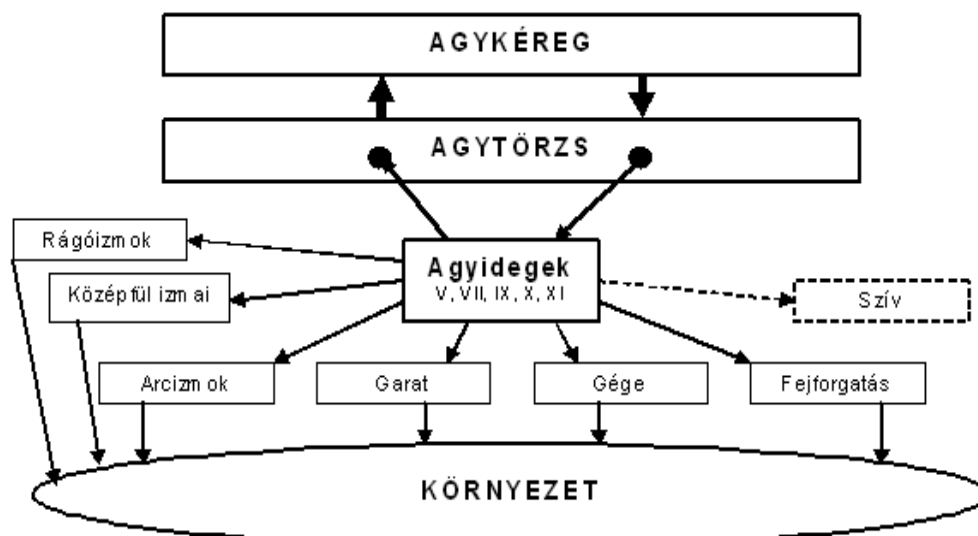 AGYKÉREG
AGYTÖRZS
Rágóizmok
Agyidegek
V, VII, IX, X, XI
Középfül izmai
Szív
Arcizmok
Garat
Gége
Fejforgatás
KÖRNYEZET